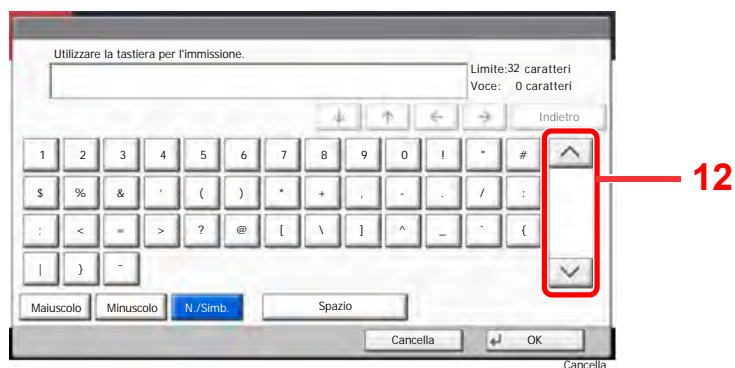 Utilizzare la tastiera per l'immissione.
Limite:32 caratteri
Voce: 0 caratteri
↓ ↑ ← → Indietro
1 2 3 4 5 6 7 8 9 0 ! " #
$ % & ' ( ) * + , - . / :
: < = > ? @ [ \ ] ^ _ ` {
| } ~
12
Maiuscolo Minuscolo N./Simb. Spazio
Cancella ↵ OK
Cancella